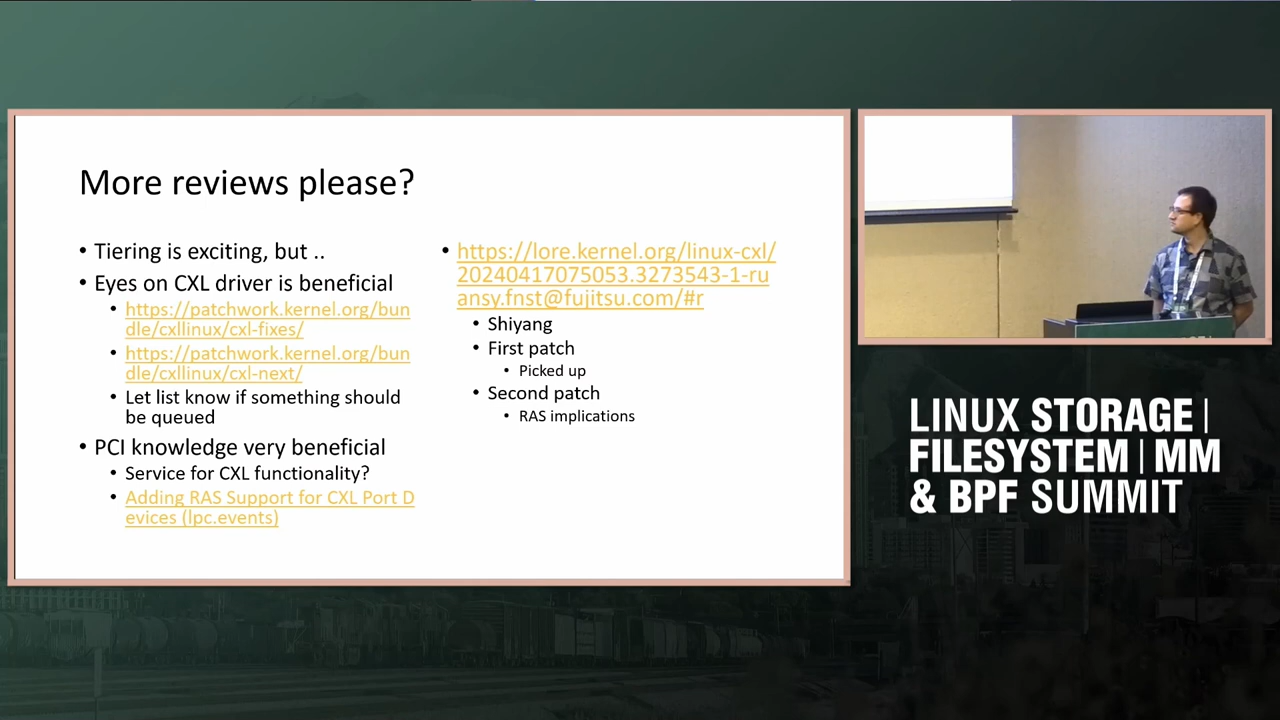 More reviews please?
• Tiering is exciting, but ..
• Eyes on CXL driver is beneficial
• https://patchwork.kernel.org/bun
dle/cxllinux/cxl-fixes/
• https://patchwork.kernel.org/bun
dle/cxllinux/cxl-next/
• Let list know if something should
be queued
• PCI knowledge very beneficial
• Service for CXL functionality?
• Adding RAS Support for CXL Port D
evices (lpc.events)
• https://lore.kernel.org/linux-cxl/
20240417075053.3273543-1-ru
ansy.fnst@fujitsu.com/#r
• Shiyang
• First patch
• Picked up
• Second patch
• RAS implications
LINUX STORAGE |
FILESYSTEM | MM
& BPF SUMMIT